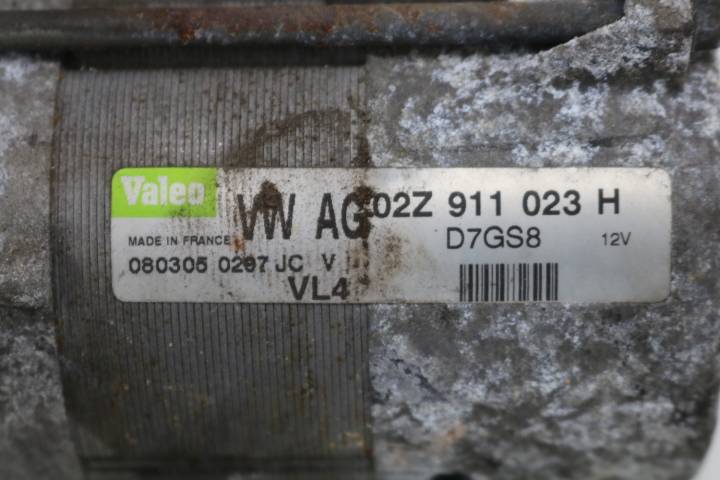 Valeo
VW AG 02Z 911 023 H
MADE IN FRANCE D7GS8 12V
080305 0297 JC V
VL4